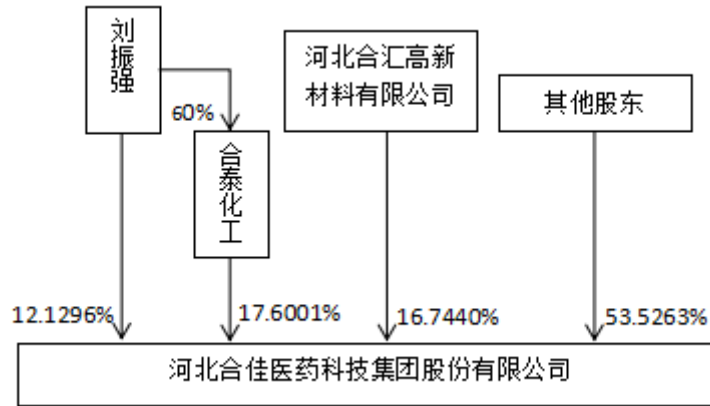 刘振强
河北合汇高新
材料有限公司
其他股东
60%
合泰化工
12.1296%
17.6001%
16.7440%
53.5263%
河北合佳医药科技集团股份有限公司